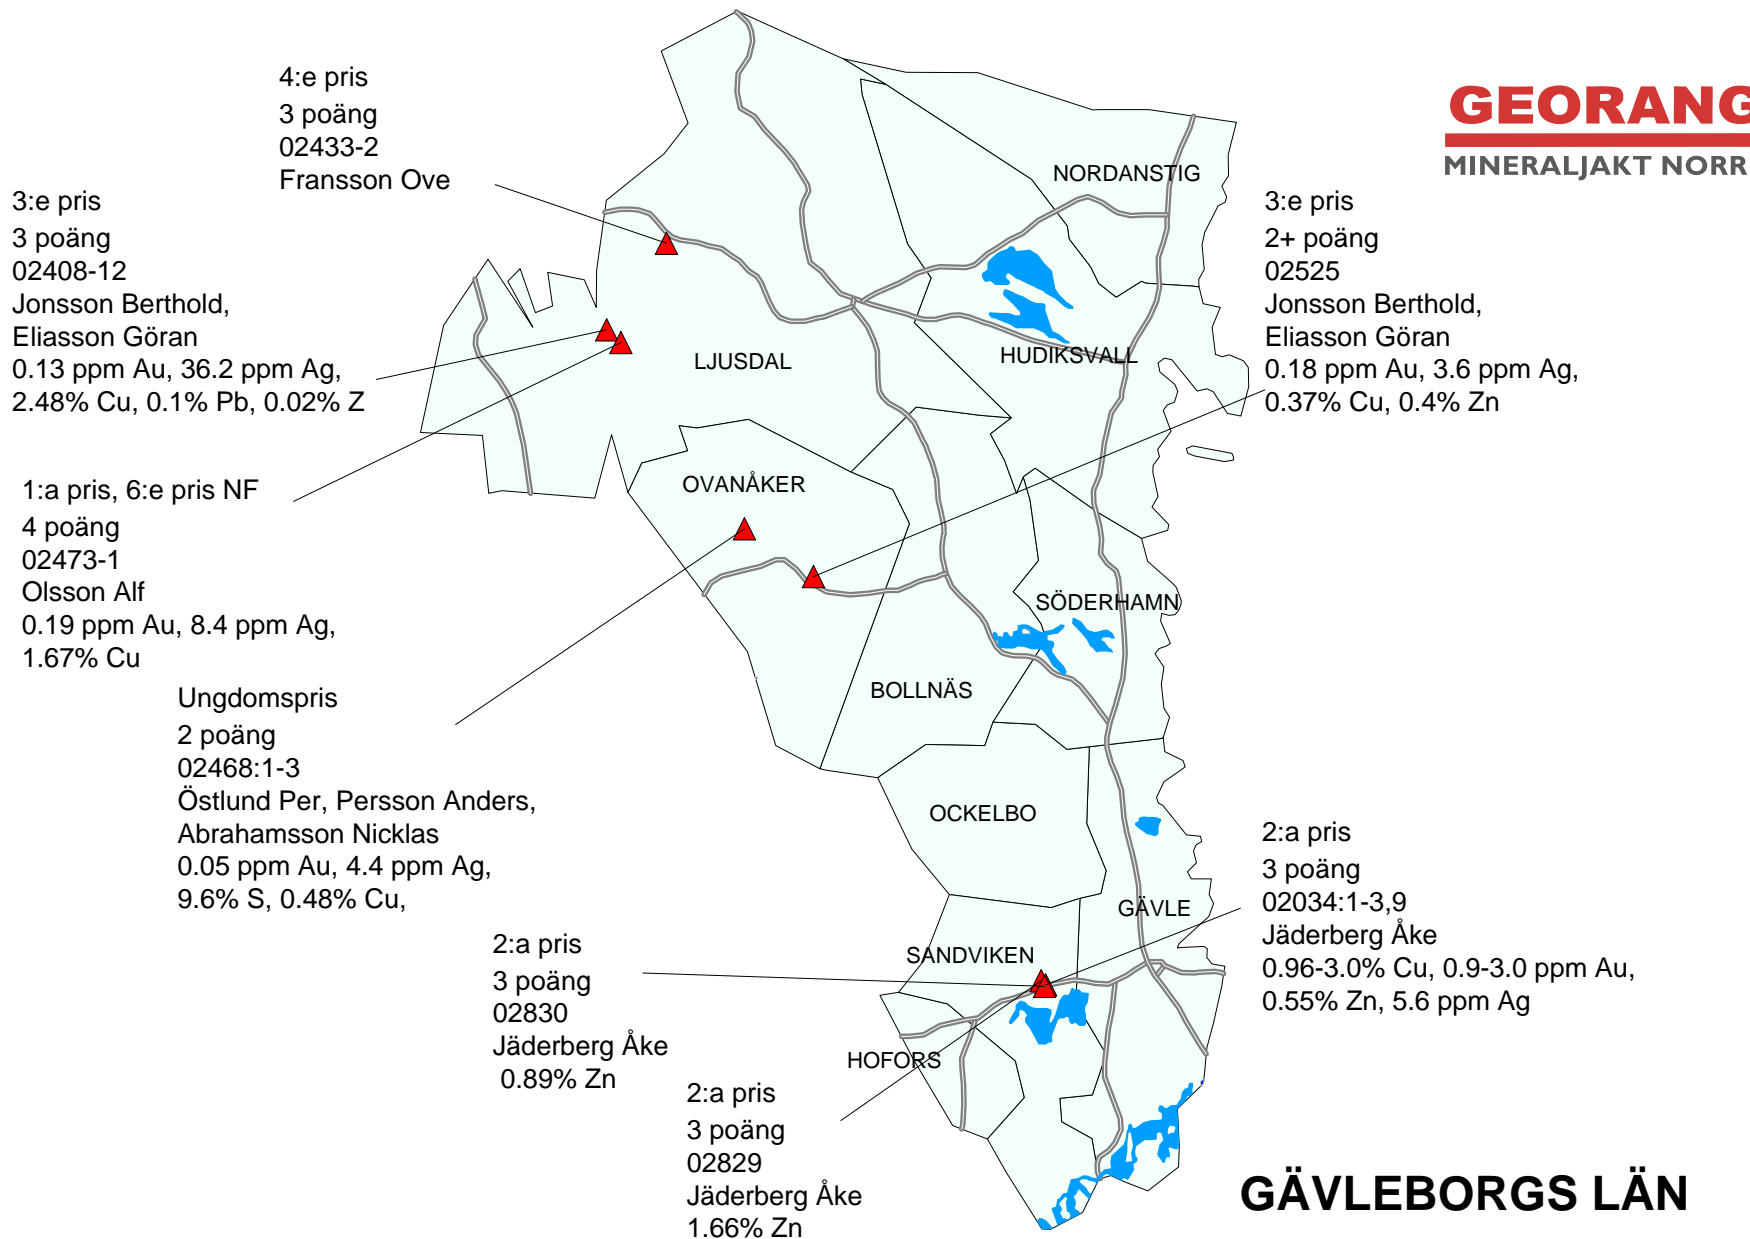 4:e pris
3 poäng
02433-2
Fransson Ove
GEORANG
MINERALJAKT NORR
3:e pris
3 poäng
02408-12
Jonsson Berthold,
Eliasson Göran
0.13 ppm Au, 36.2 ppm Ag,
2.48% Cu, 0.1% Pb, 0.02% Z
3:e pris
2+ poäng
02525
Jonsson Berthold,
Eliasson Göran
0.18 ppm Au, 3.6 ppm Ag,
0.37% Cu, 0.4% Zn
NORDANSTIG
LJUSDAL
HUDIKSVALL
OVANÅKER
SÖDERHAMN
BOLLNÄS
OCKELBO
GÄVLE
SANDVIKEN
HOFORS
1:a pris, 6:e pris NF
4 poäng
02473-1
Olsson Alf
0.19 ppm Au, 8.4 ppm Ag,
1.67% Cu
Ungdomspris
2 poäng
02468:1-3
Östlund Per, Persson Anders,
Abrahamsson Nicklas
0.05 ppm Au, 4.4 ppm Ag,
9.6% S, 0.48% Cu,
2:a pris
3 poäng
02034:1-3,9
Jäderberg Åke
0.96-3.0% Cu, 0.9-3.0 ppm Au,
0.55% Zn, 5.6 ppm Ag
2:a pris
3 poäng
02830
Jäderberg Åke
0.89% Zn
2:a pris
3 poäng
02829
Jäderberg Åke
1.66% Zn
GÄVLEBORGS LÄN